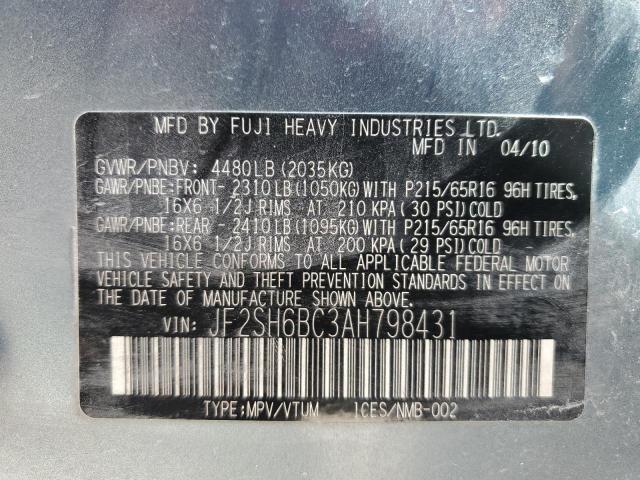 MFD BY FUJI HEAVY INDUSTRIES LTD.
MFD IN 04/10
GVWR/PNBV: 4480LB(2035KG)
GAWR/PNBE:FRONT- 2310LB(1050KG)WITH P215/65R16 96H TIRES,
16X6 1/2J RIMS AT 210 KPA(30 PSI)COLD
GAWR/PNBE:REAR - 2410LB(1095KG)WITH P215/65R16 96H TIRES,
16X6 1/2J RIMS AT 200 KPA(29 PSI)COLD
THIS VEHICLE CONFORMS TO ALL APPLICABLE FEDERAL MOTOR
VEHICLE SAFETY AND THEFT PREVENTION STANDARDS IN EFFECT
ON THE DATE OF MANUFACTURE SHOWN ABOVE.
VIN: JF2SH6BC3AH798431
TYPE:MPV/VTUM ICES/NMB-002